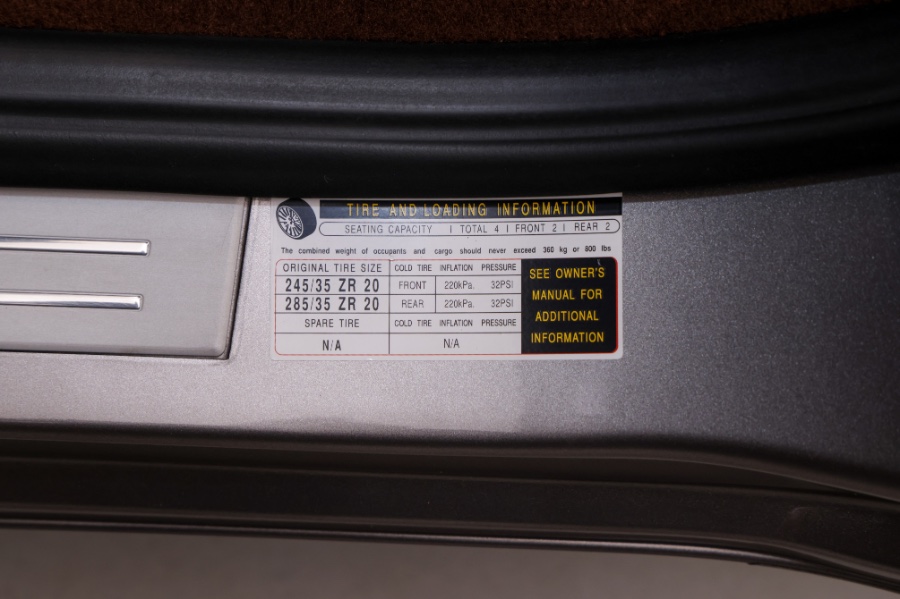 TIRE AND LOADING INFORMATION
SEATING CAPACITY | TOTAL 4 | FRONT 2 | REAR 2
The combined weight of occupants and cargo should never exceed 360 kg or 800 lbs
ORIGINAL TIRE SIZE COLD TIRE INFLATION PRESSURE
245/35 ZR 20 FRONT 220kPa. 32PSI
285/35 ZR 20 REAR 220kPa. 32PSI
SPARE TIRE COLD TIRE INFLATION PRESSURE
N/A N/A
SEE OWNER'S
MANUAL FOR
ADDITIONAL
INFORMATION